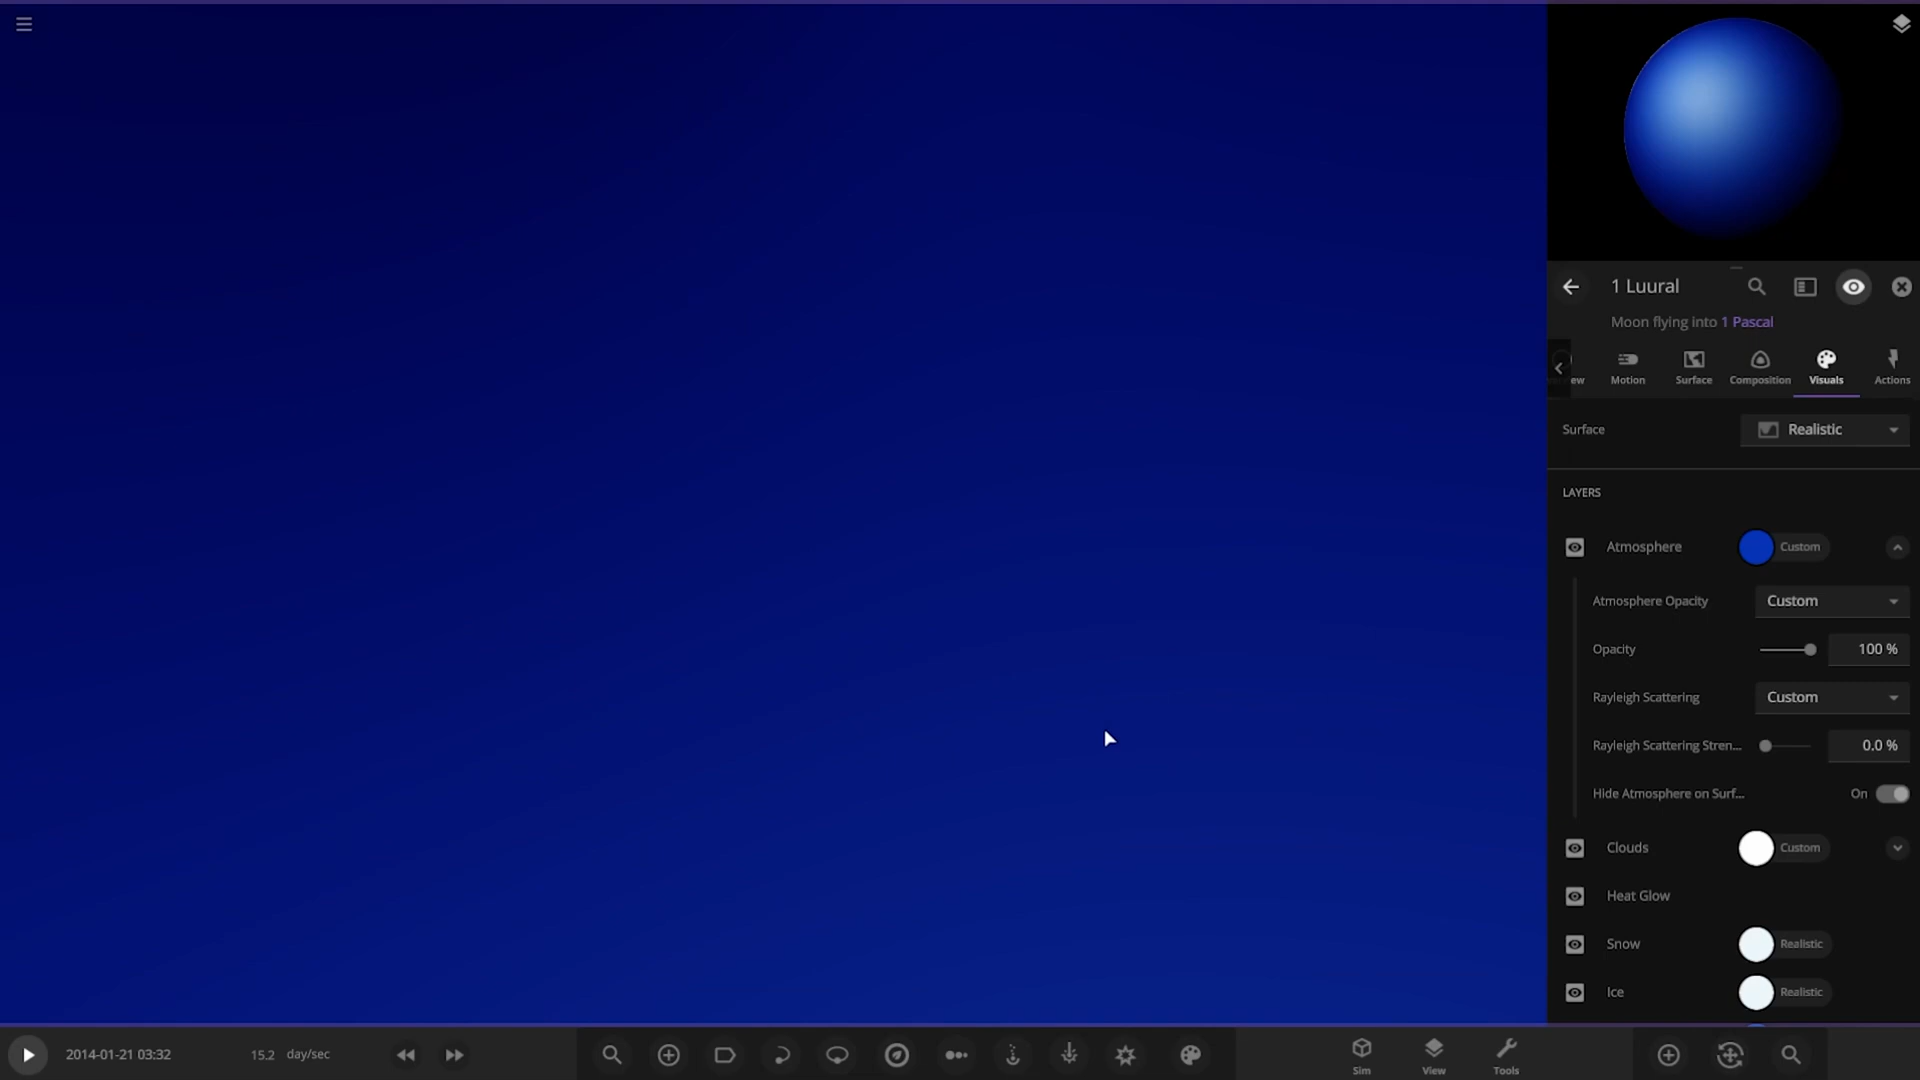 1 Luural
Moon flying into 1 Pascal
Motion
Surface
Composition
Visuals
Actions
Surface
Realistic
LAYERS
Atmosphere
Custom
Atmosphere Opacity
Custom
Opacity
100 %
Rayleigh Scattering
Custom
Rayleigh Scattering Stren...
0.0 %
Hide Atmosphere on Surf...
On
Clouds
Custom
Heat Glow
Snow
Realistic
Ice
Realistic
2014-01-21 03:32
15.2 day/sec
Sim
View
Tools